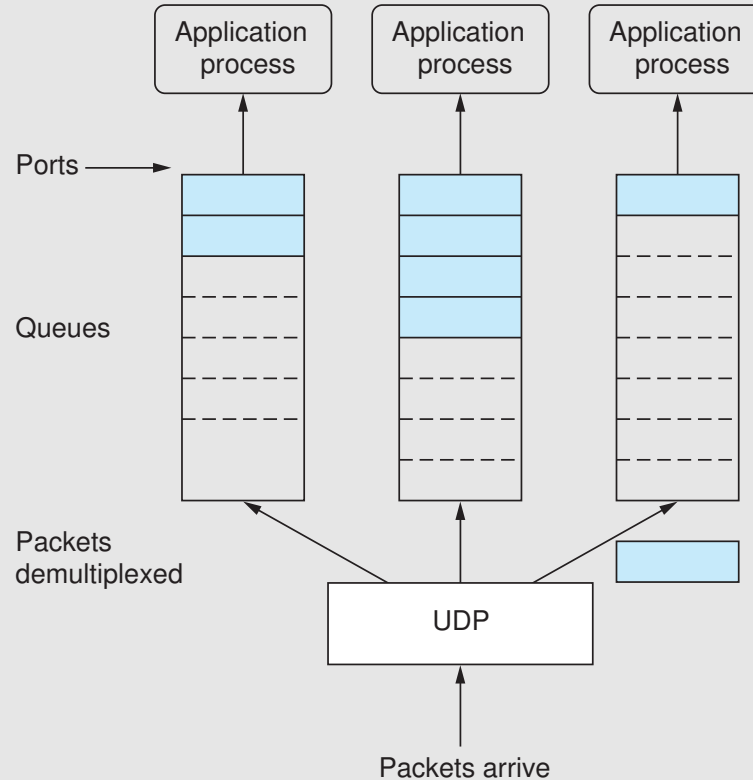 Application
process
Application
process
Application
process
Ports
Queues
Packets
demultiplexed
UDP
Packets arrive